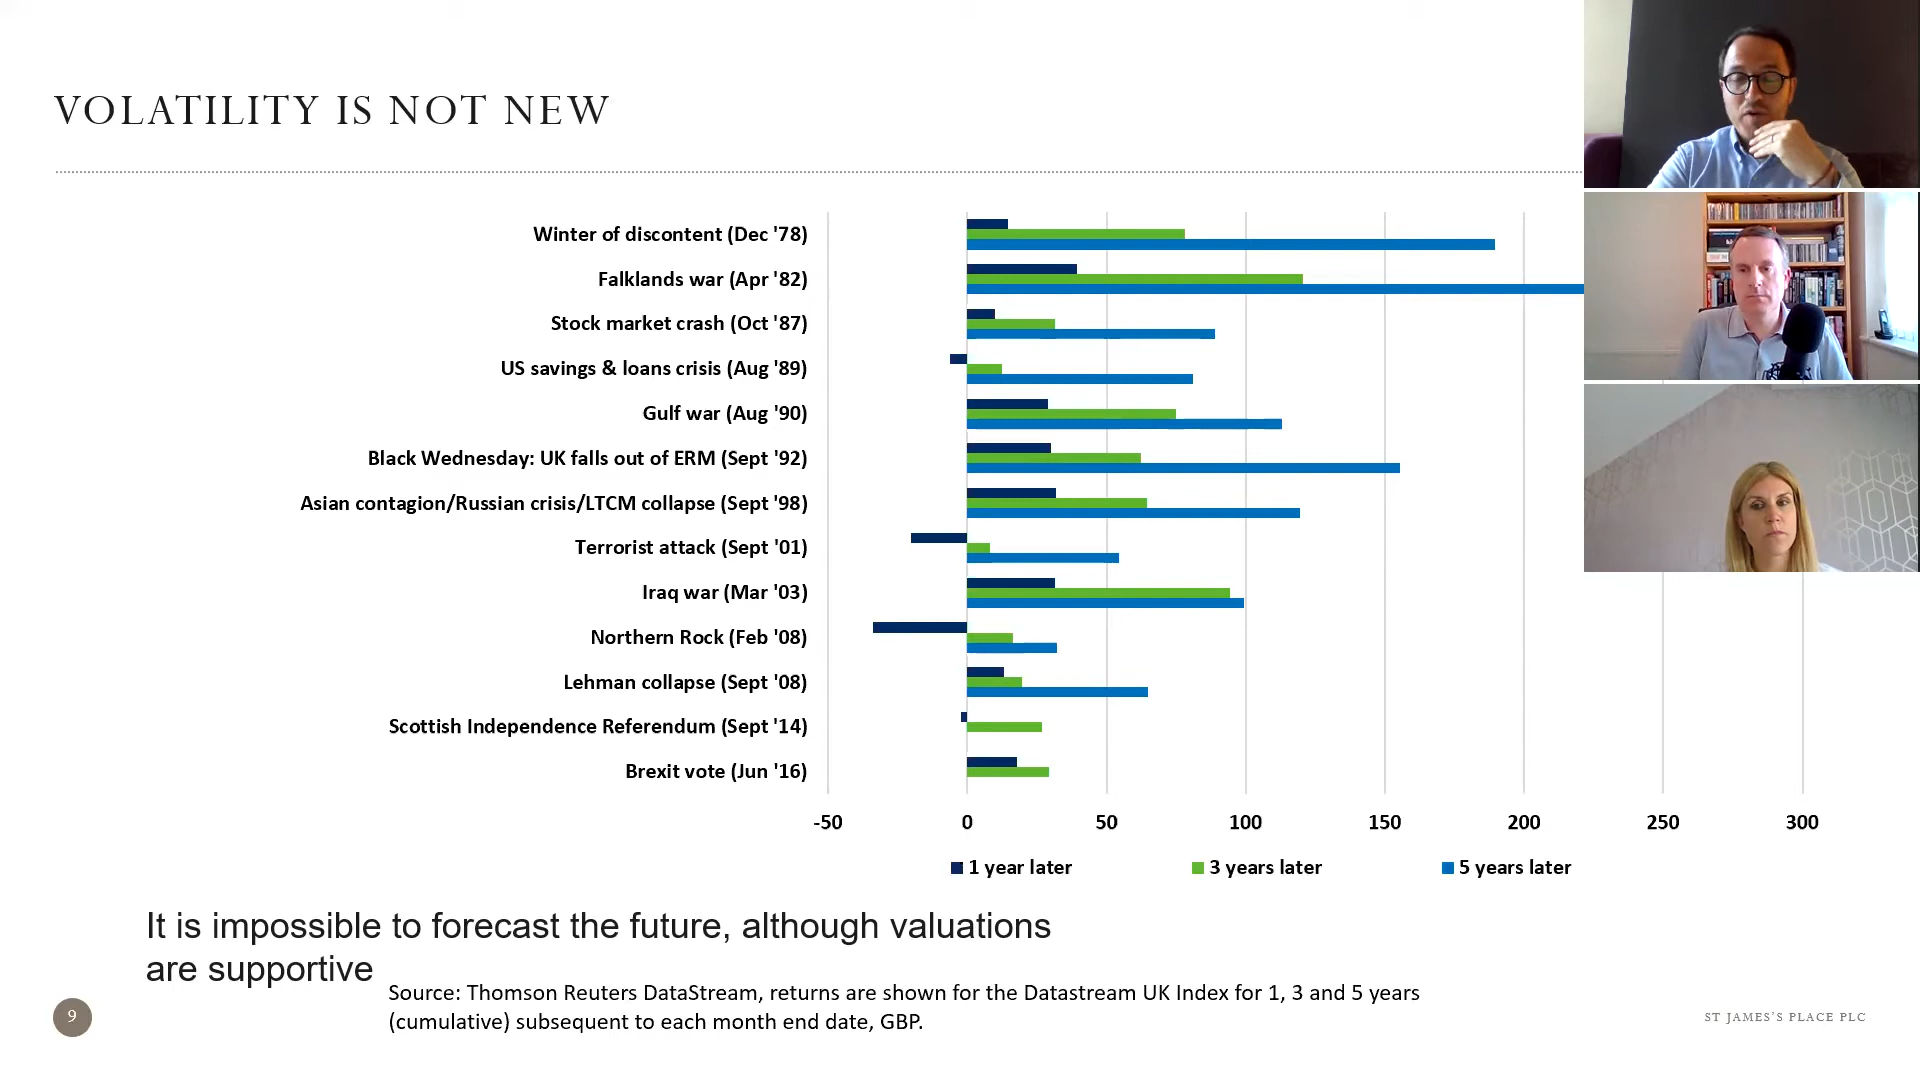 VOLATILITY IS NOT NEW
Winter of discontent (Dec '78)
Falklands war (Apr '82)
Stock market crash (Oct '87)
US savings & loans crisis (Aug '89)
Gulf war (Aug '90)
Black Wednesday: UK falls out of ERM (Sept '92)
Asian contagion/Russian crisis/LTCM collapse (Sept '98)
Terrorist attack (Sept '01)
Iraq war (Mar '03)
Northern Rock (Feb '08)
Lehman collapse (Sept '08)
Scottish Independence Referendum (Sept '14)
Brexit vote (Jun '16)
-50 0 50 100 150 200 250 300
1 year later 3 years later 5 years later
It is impossible to forecast the future, although valuations
are supportive
Source: Thomson Reuters DataStream, returns are shown for the Datastream UK Index for 1, 3 and 5 years
(cumulative) subsequent to each month end date, GBP.
9
ST JAMES'S PLACE PLC